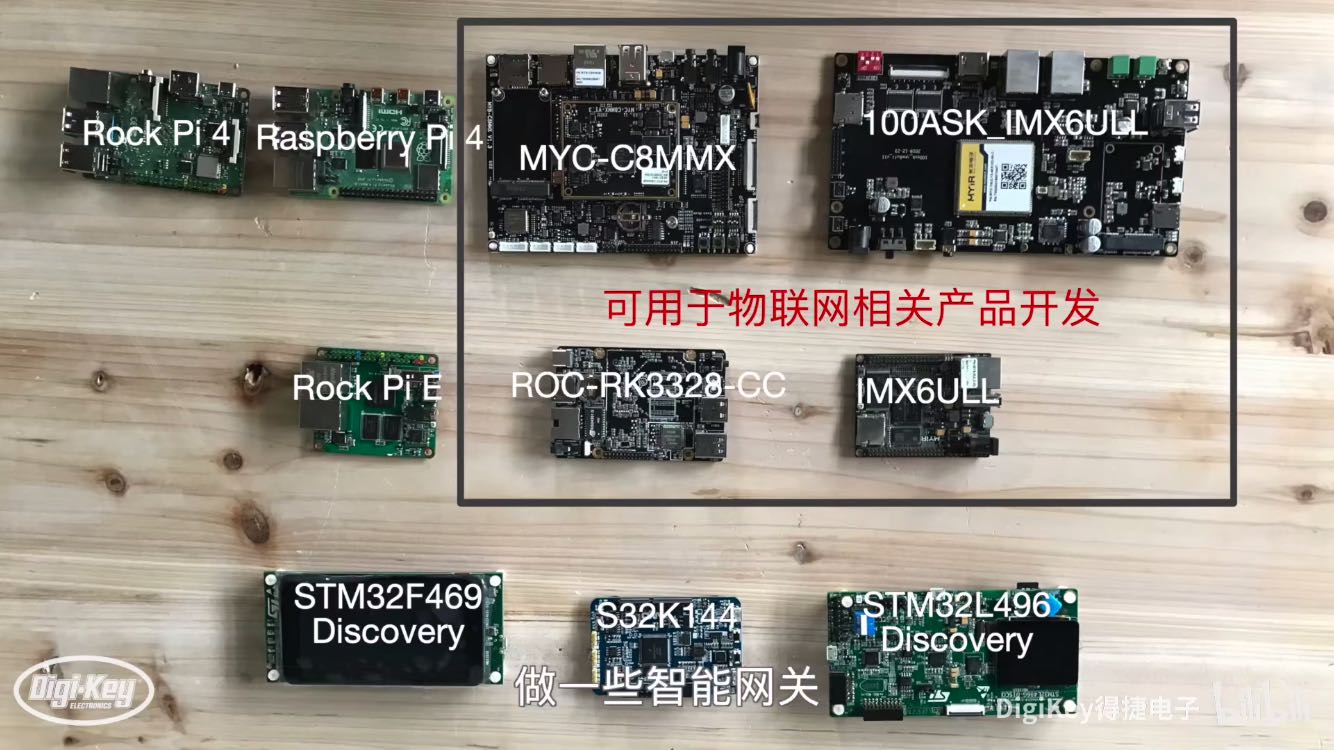 Rock Pi 4
Raspberry Pi 4
MYC-C8MMX
100ASK_IMX6ULL
MYiR
可用于物联网相关产品开发
Rock Pi E
ROC-RK3328-CC
IMX6ULL
MYiR
STM32F469
Discovery
S32K144
STM32L496
Discovery
做一些智能网关
Digi-Key
ELECTRONICS
DigiKey得捷电子
bilibili